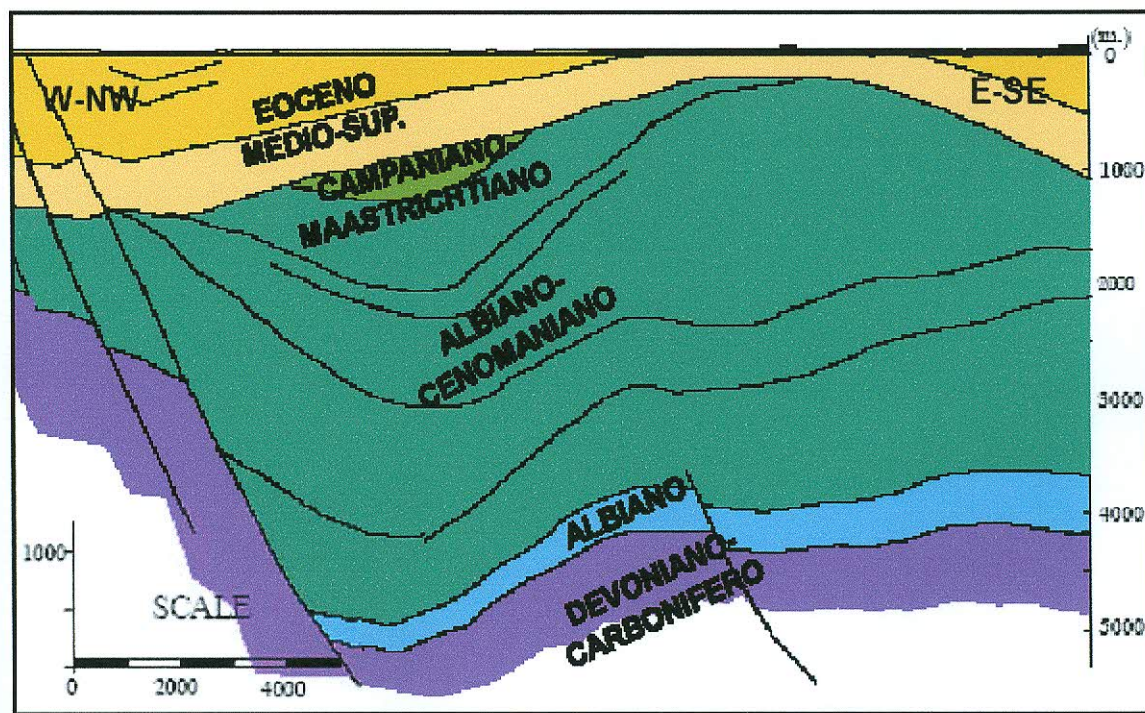 (m.)
0
W-NW
E-SE
EOCENO
MEDIO-SUP.
CAMPANIANO-
MAASTRICHTIANO
1000
2000
ALBIANO-
CENOMANIANO
3000
ALBIANO
4000
DEVONIANO-
CARBONIFERO
5000
1000
SCALE
0 2000 4000